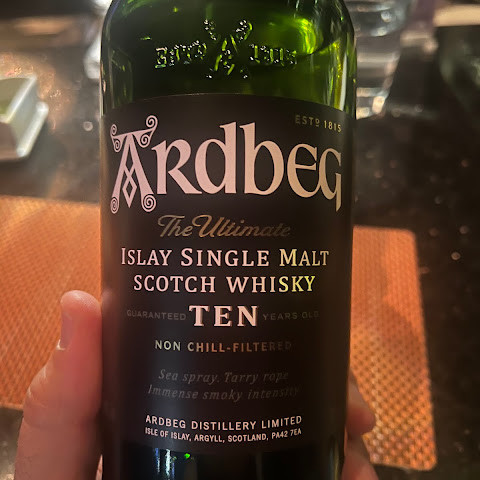 ESTD A 1815
ESTD 1815
ARDBEG
The Ultimate
ISLAY SINGLE MALT
SCOTCH WHISKY
GUARANTEED TEN YEARS OLD
NON CHILL-FILTERED
Sea spray. Tarry rope
Immense smoky intensity
ARDBEG DISTILLERY LIMITED
ISLE OF ISLAY, ARGYLL, SCOTLAND, PA42 7EA